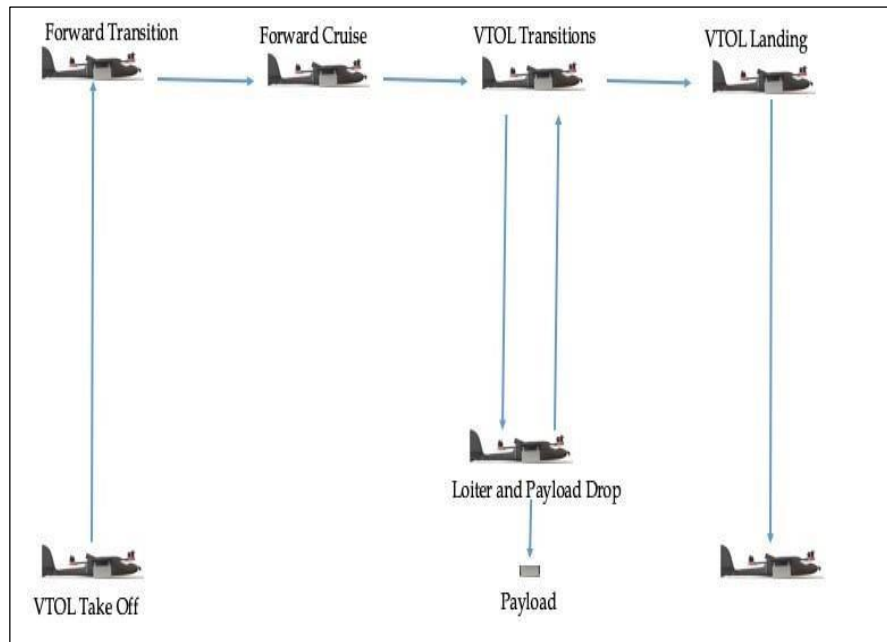 Forward Transition
Forward Cruise
VTOL Transitions
VTOL Landing
Loiter and Payload Drop
VTOL Take Off
Payload